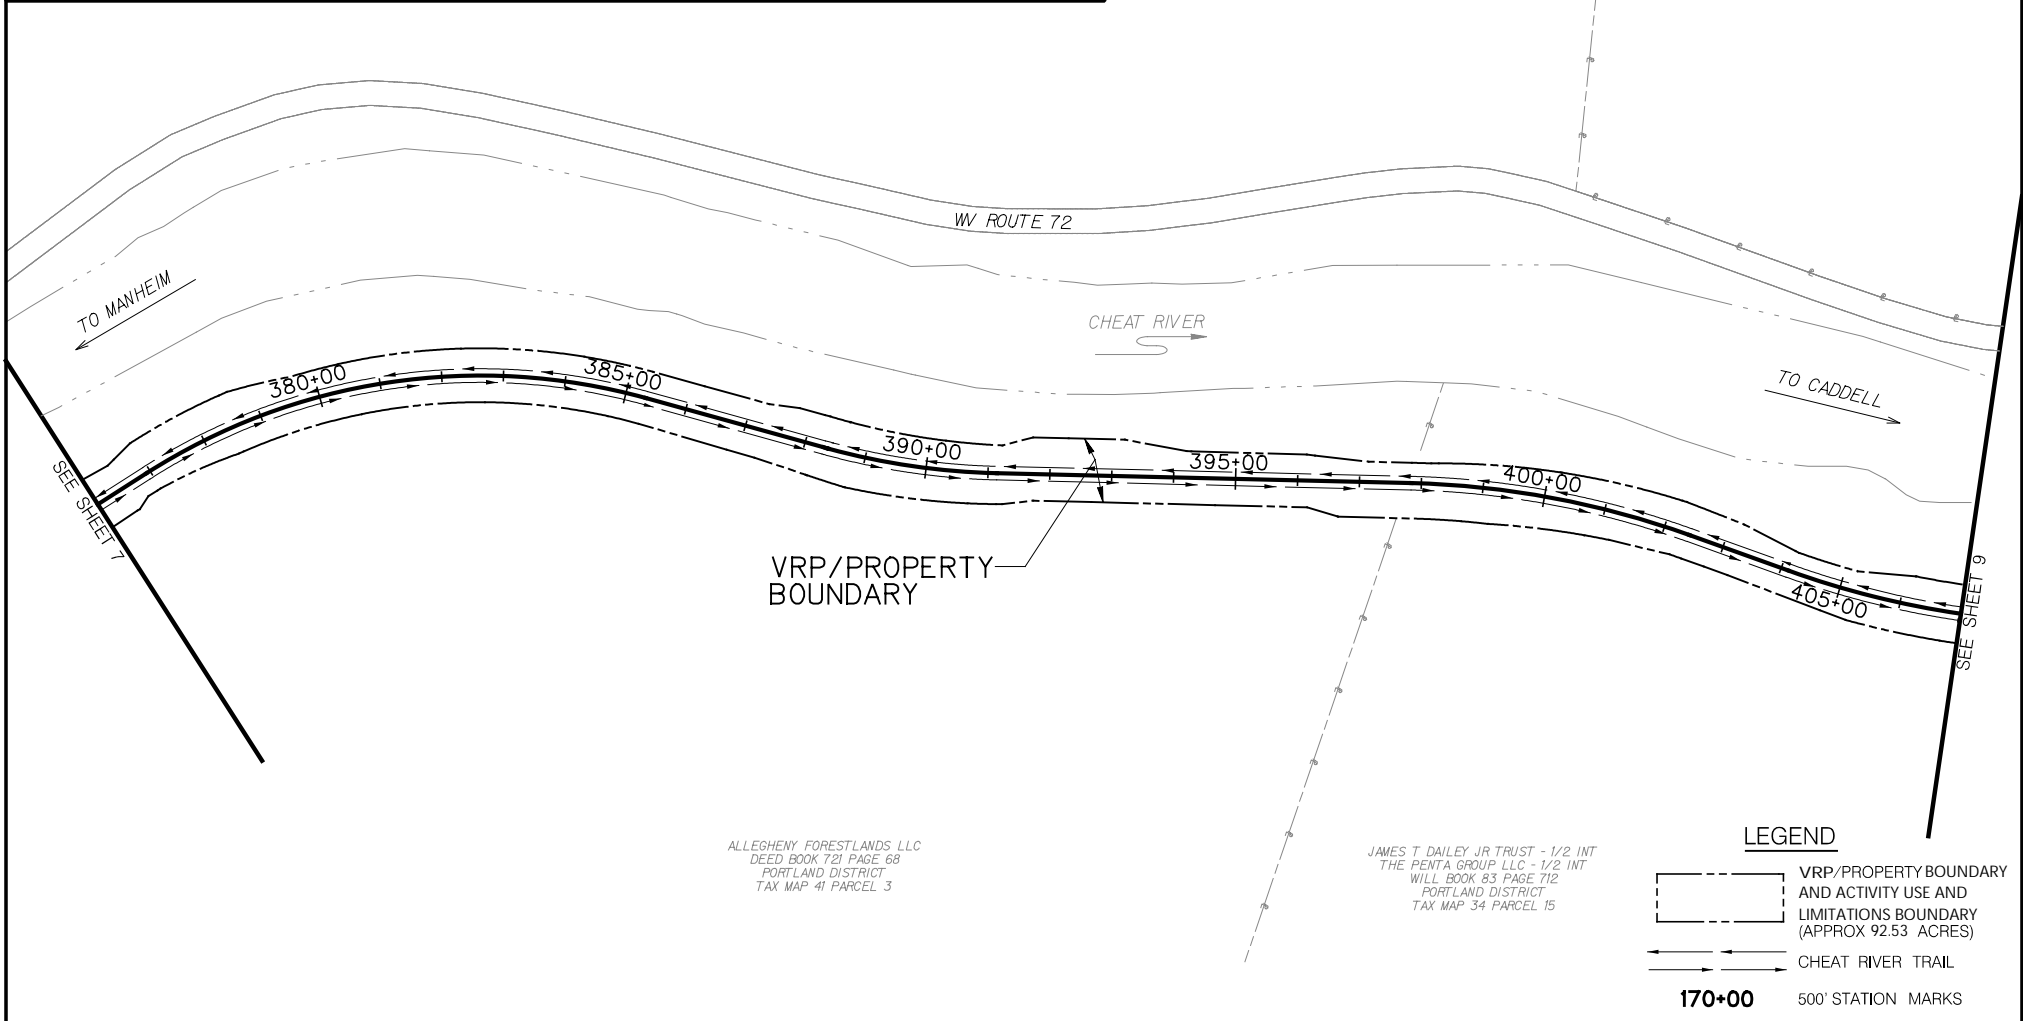 WV ROUTE 72
TO MANHEIM
CHEAT RIVER
TO CADDELL
380+00
385+00
390+00
395+00
400+00
405+00
SEE SHEET 7
SEE SHEET 9
VRP/PROPERTY
BOUNDARY
ALLEGHENY FORESTLANDS LLC
DEED BOOK 721 PAGE 68
PORTLAND DISTRICT
TAX MAP 41 PARCEL 3
JAMES T DAILEY JR TRUST - 1/2 INT
THE PENTA GROUP LLC - 1/2 INT
WILL BOOK 83 PAGE 712
PORTLAND DISTRICT
TAX MAP 34 PARCEL 15
LEGEND
VRP/PROPERTY BOUNDARY
AND ACTIVITY USE AND
LIMITATIONS BOUNDARY
(APPROX 92.53 ACRES)
CHEAT RIVER TRAIL
170+00 500' STATION MARKS